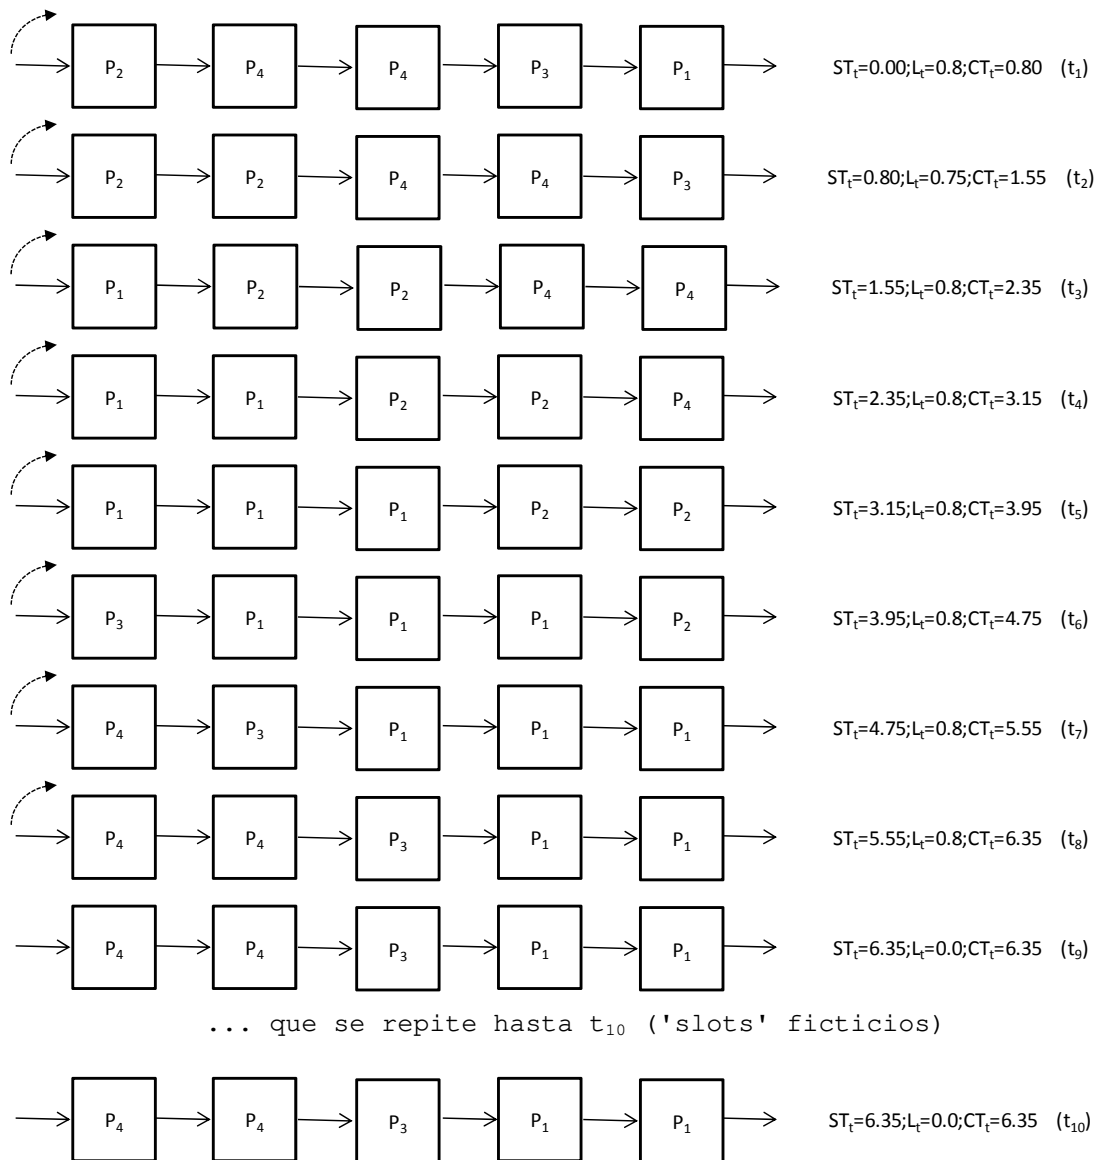 P₂ P₄ P₄ P₃ P₁ STₜ=0.00;Lₜ=0.8;CTₜ=0.80 (t₁)
P₂ P₂ P₄ P₄ P₃ STₜ=0.80;Lₜ=0.75;CTₜ=1.55 (t₂)
P₁ P₂ P₂ P₄ P₄ STₜ=1.55;Lₜ=0.8;CTₜ=2.35 (t₃)
P₁ P₁ P₂ P₂ P₄ STₜ=2.35;Lₜ=0.8;CTₜ=3.15 (t₄)
P₁ P₁ P₁ P₂ P₂ STₜ=3.15;Lₜ=0.8;CTₜ=3.95 (t₅)
P₃ P₁ P₁ P₁ P₂ STₜ=3.95;Lₜ=0.8;CTₜ=4.75 (t₆)
P₄ P₃ P₁ P₁ P₁ STₜ=4.75;Lₜ=0.8;CTₜ=5.55 (t₇)
P₄ P₄ P₃ P₁ P₁ STₜ=5.55;Lₜ=0.8;CTₜ=6.35 (t₈)
P₄ P₄ P₃ P₁ P₁ STₜ=6.35;Lₜ=0.0;CTₜ=6.35 (t₉)
... que se repite hasta t₁₀ ('slots' ficticios)
P₄ P₄ P₃ P₁ P₁ STₜ=6.35;Lₜ=0.0;CTₜ=6.35 (t₁₀)